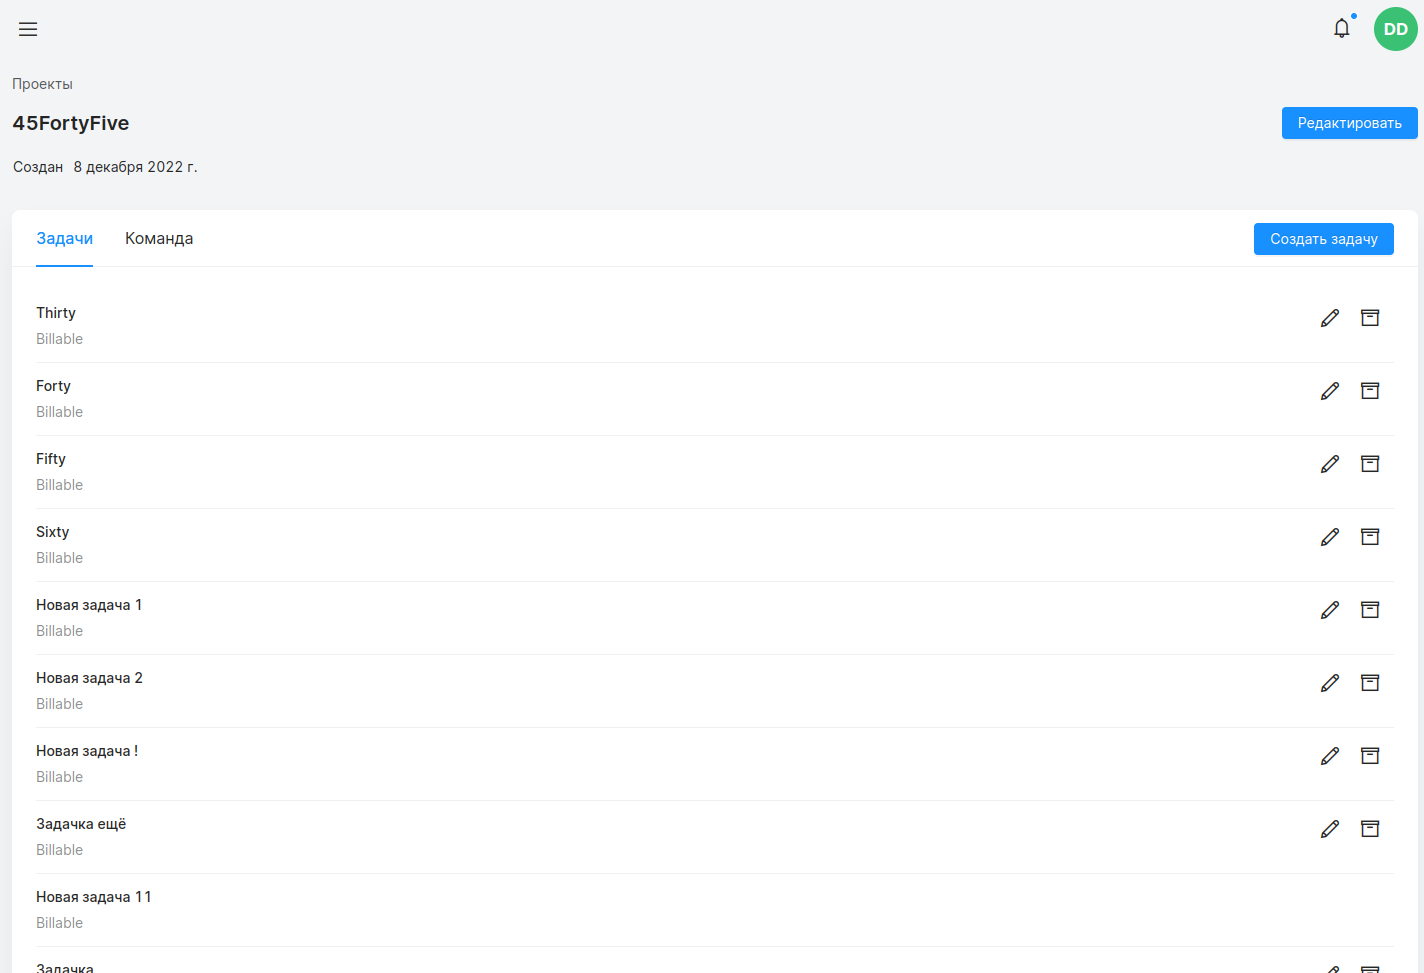 DD
Проекты
45FortyFive
Редактировать
Создан 8 декабря 2022 г.
Задачи Команда Создать задачу
Thirty
Billable
Forty
Billable
Fifty
Billable
Sixty
Billable
Новая задача 1
Billable
Новая задача 2
Billable
Новая задача !
Billable
Задачка ещё
Billable
Новая задача 11
Billable
Задачка